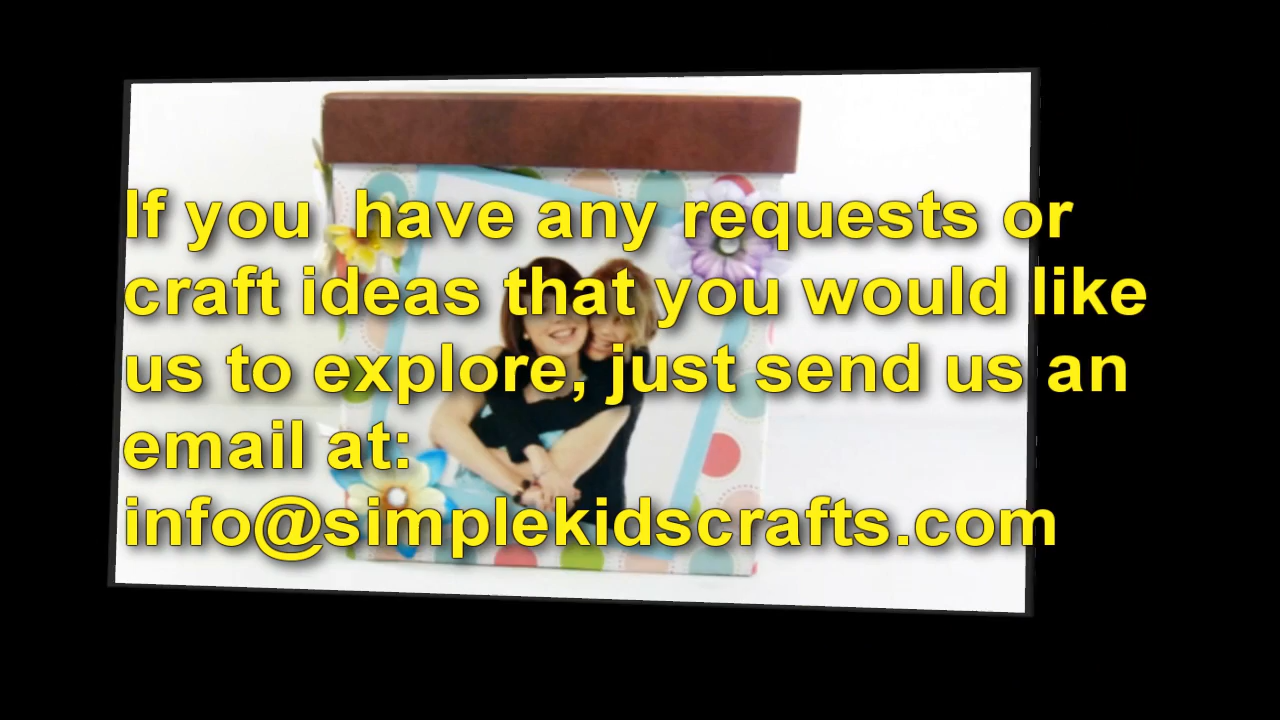 If you  have any requests or
craft ideas that you would like
us to explore, just send us an
email at:
info@simplekidscrafts.com